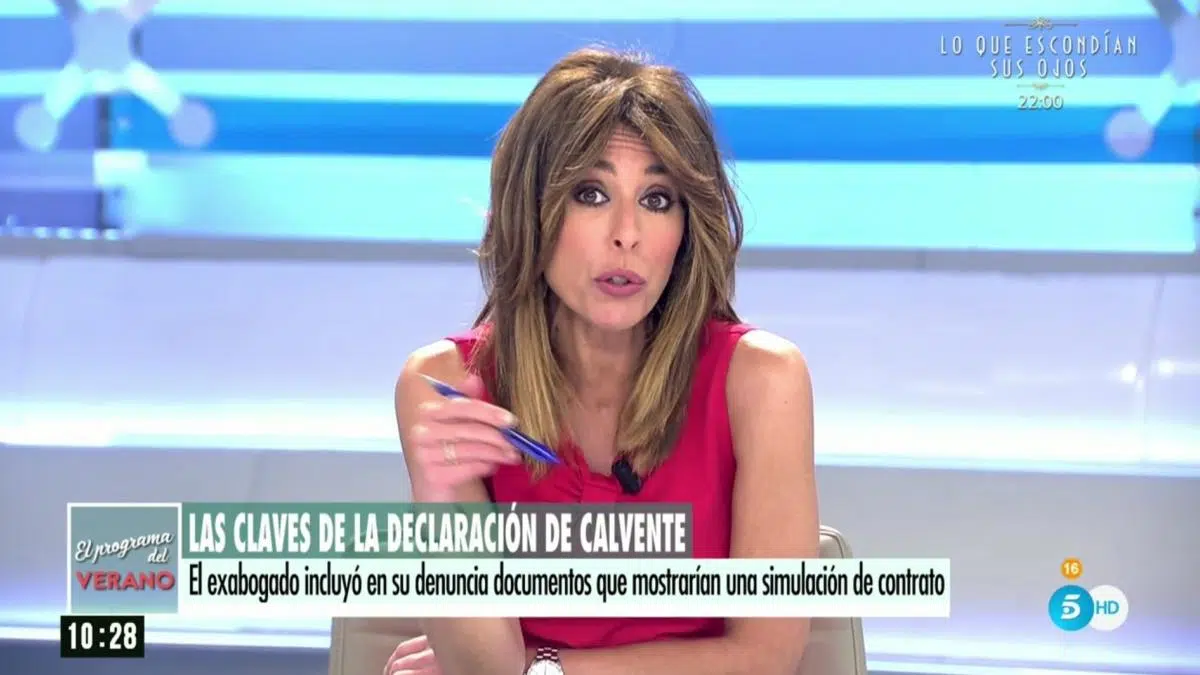 LO QUE ESCONDÍAN
SUS OJOS
22:00
LAS CLAVES DE LA DECLARACIÓN DE CALVENTE
El programa
del
VERANO
El exabogado incluyó en su denuncia documentos que mostrarían una simulación de contrato
16
5 HD
10:28